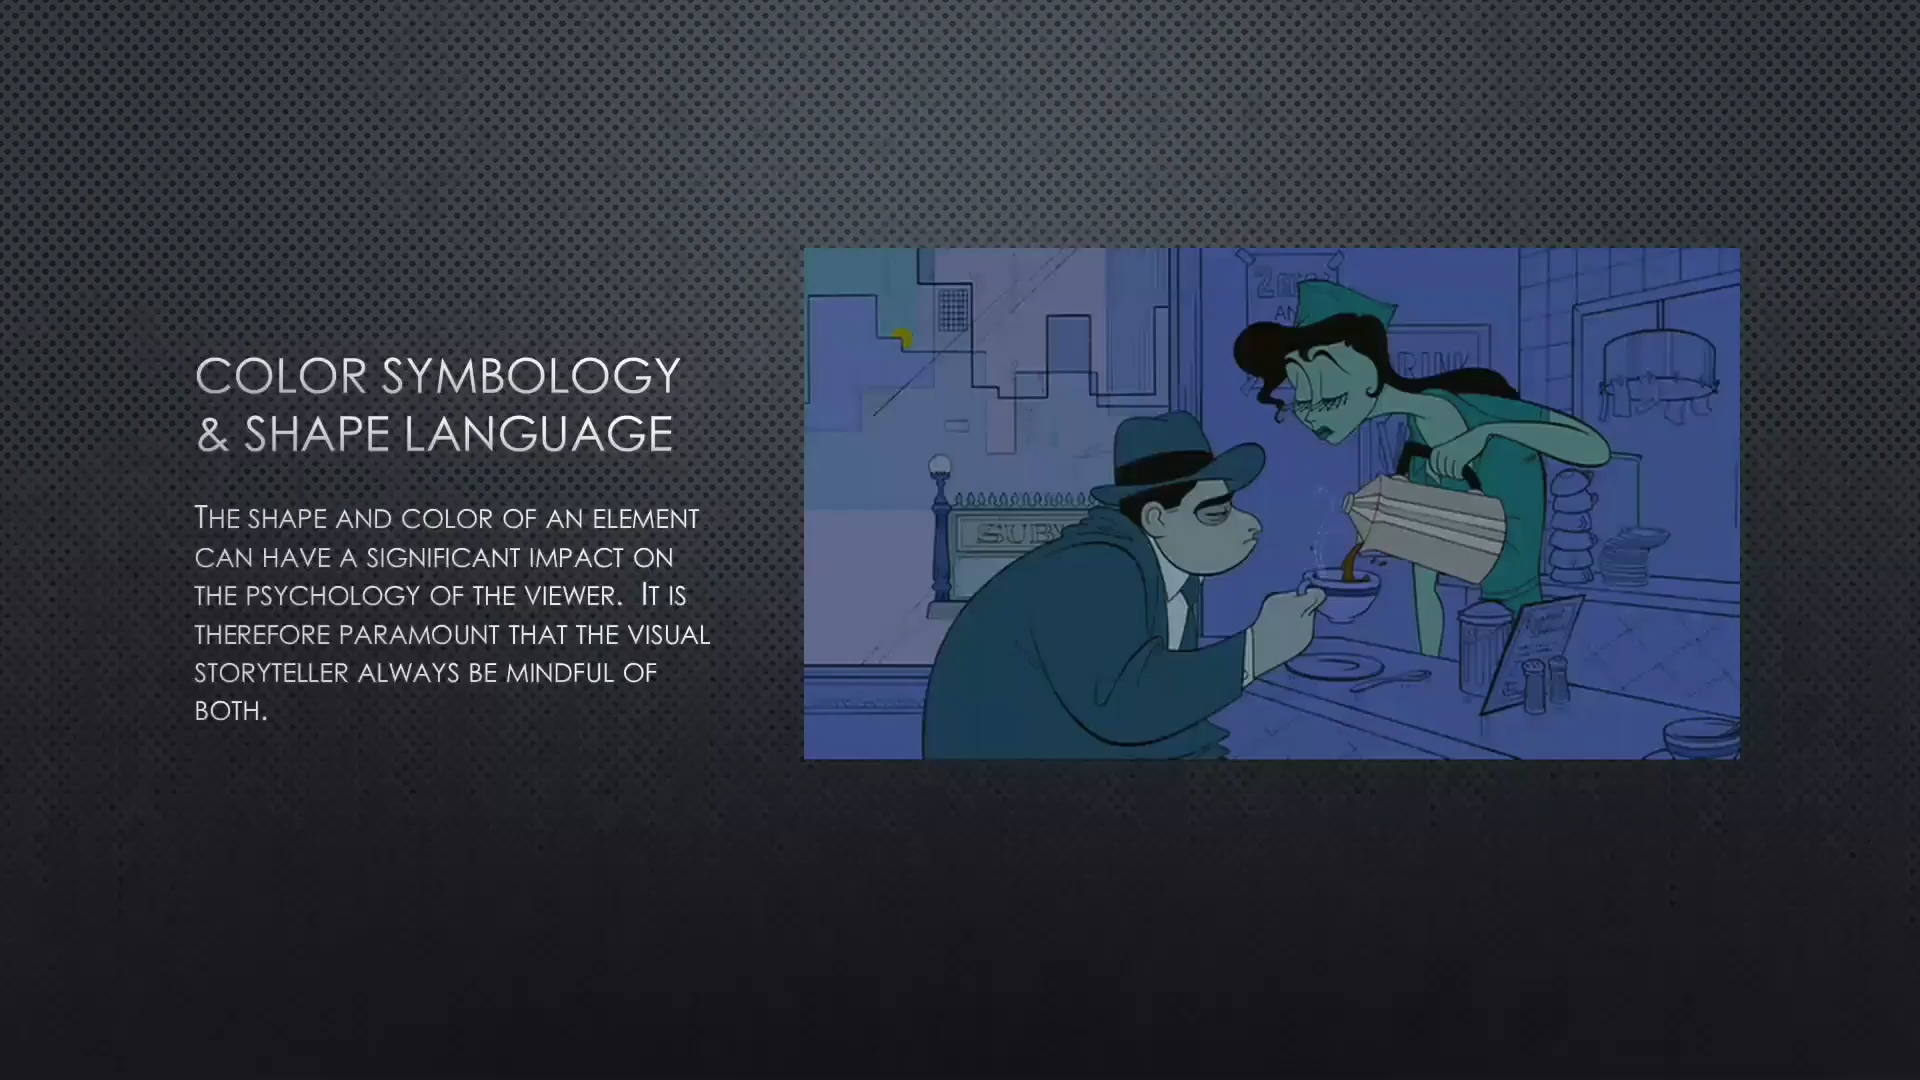 COLOR SYMBOLOGY
& SHAPE LANGUAGE
THE SHAPE AND COLOR OF AN ELEMENT
CAN HAVE A SIGNIFICANT IMPACT ON
THE PSYCHOLOGY OF THE VIEWER. IT IS
THEREFORE PARAMOUNT THAT THE VISUAL
STORYTELLER ALWAYS BE MINDFUL OF
BOTH.